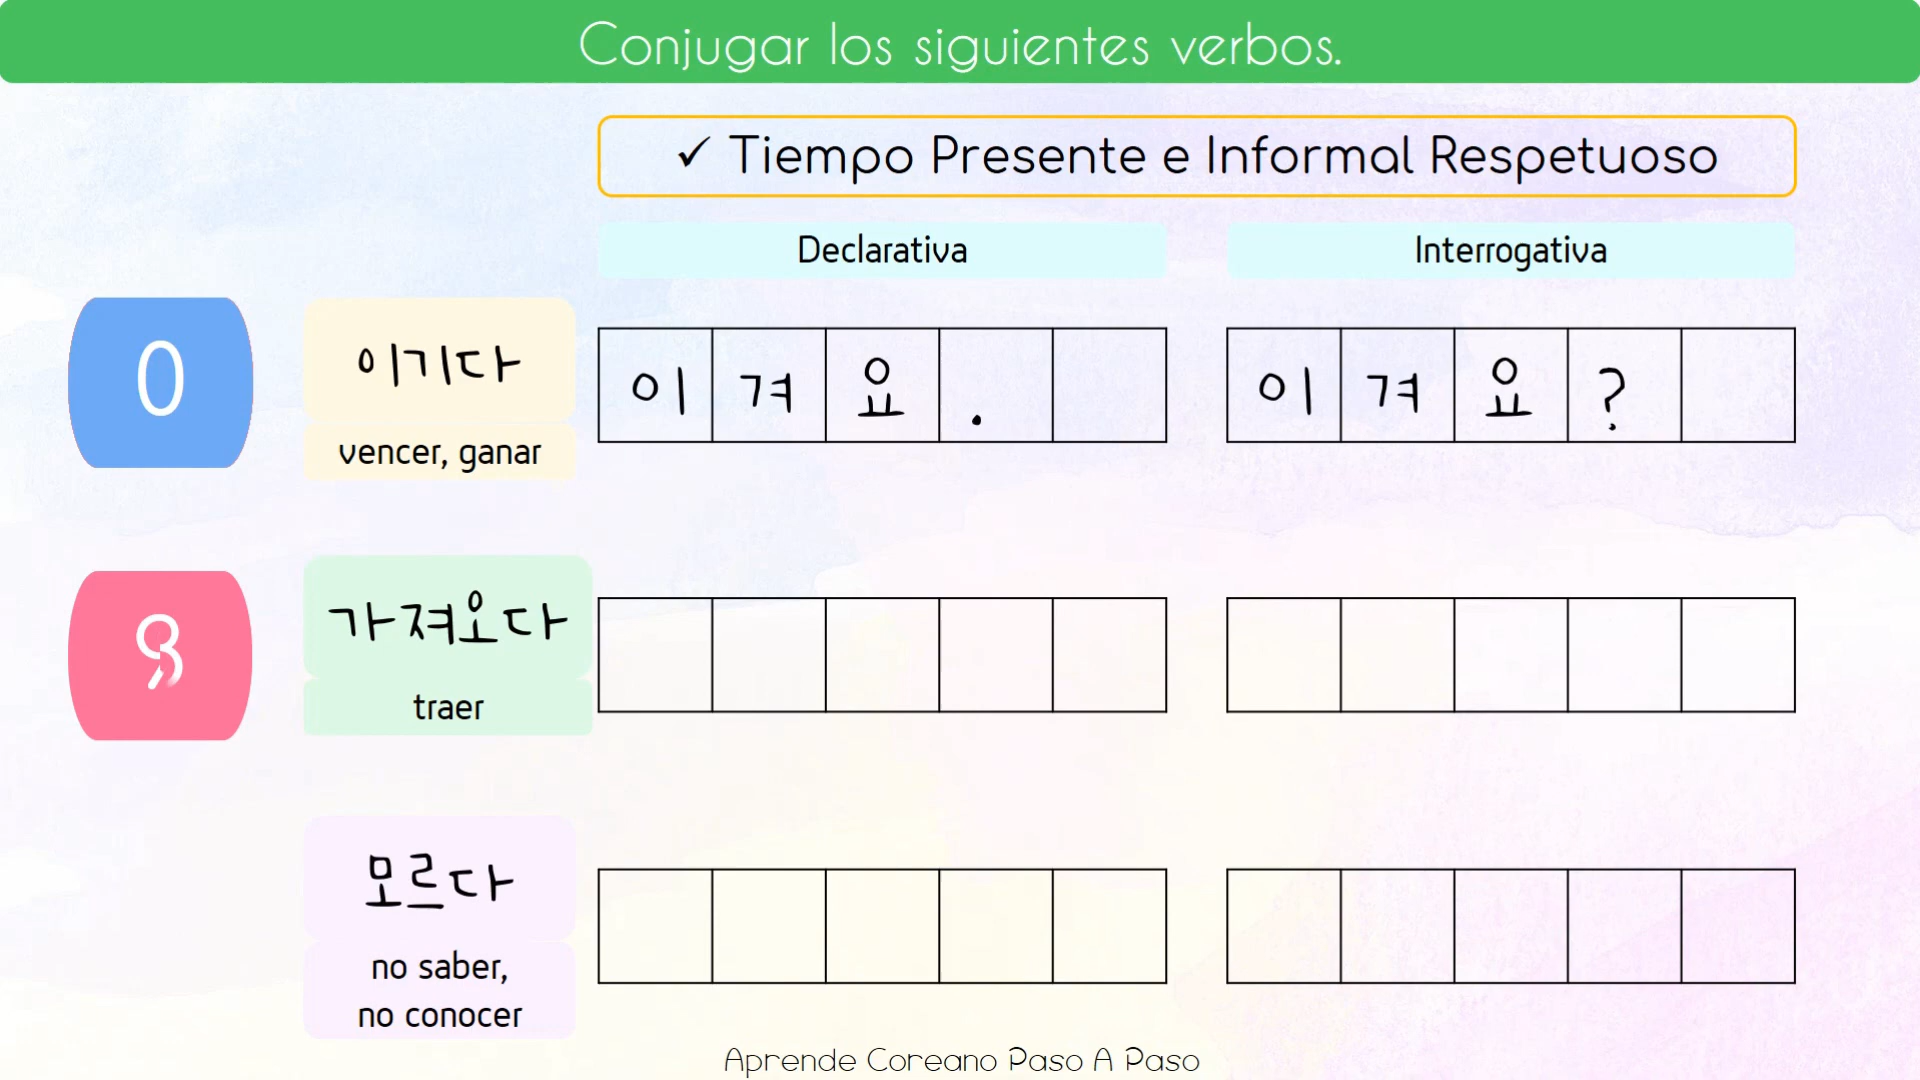 Conjugar los siguientes verbos.
✓ Tiempo Presente e Informal Respetuoso
Declarativa
Interrogativa
0
이기다
vencer, ganar
이겨요.
이겨요?
가져오다
traer
모르다
no saber,
no conocer
Aprende Coreano Paso A Paso